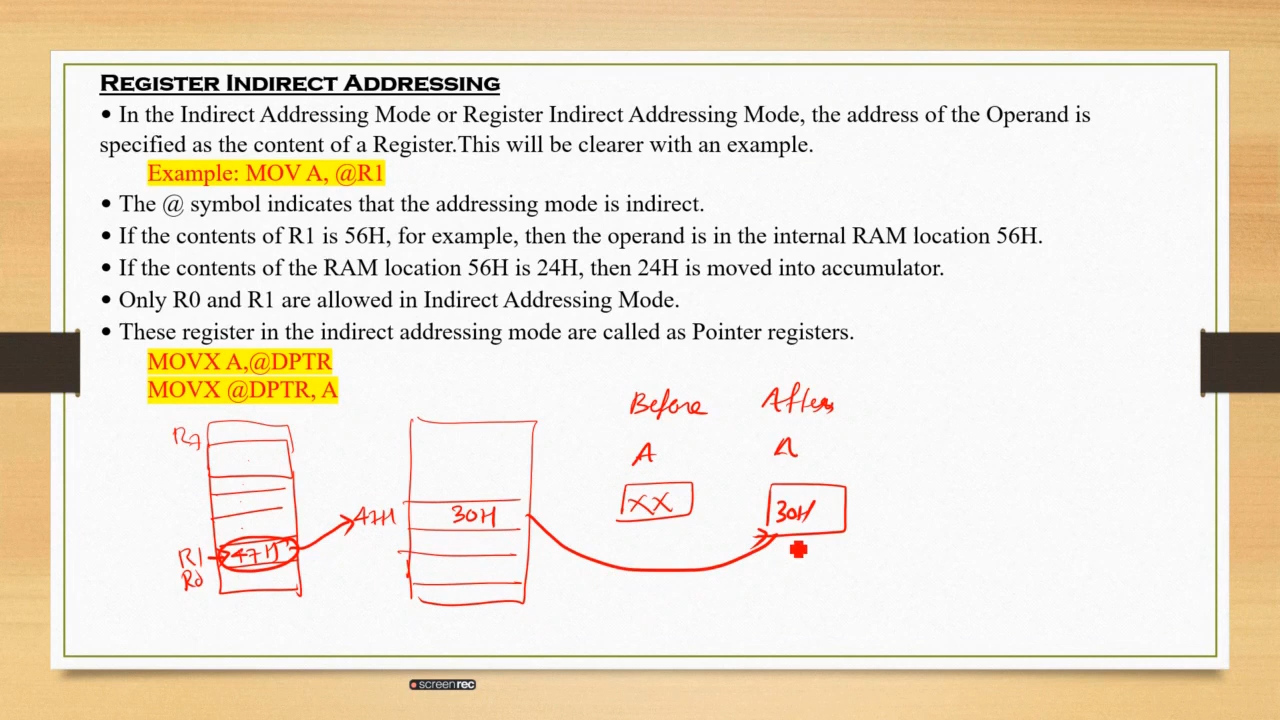 REGISTER INDIRECT ADDRESSING
• In the Indirect Addressing Mode or Register Indirect Addressing Mode, the address of the Operand is
specified as the content of a Register.This will be clearer with an example.
Example: MOV A, @R1
• The @ symbol indicates that the addressing mode is indirect.
• If the contents of R1 is 56H, for example, then the operand is in the internal RAM location 56H.
• If the contents of the RAM location 56H is 24H, then 24H is moved into accumulator.
• Only R0 and R1 are allowed in Indirect Addressing Mode.
• These register in the indirect addressing mode are called as Pointer registers.
MOVX A,@DPTR
MOVX @DPTR, A
Before After
R7
A A
XX 30H
47H 30H
R1 47H
R0
screenrec